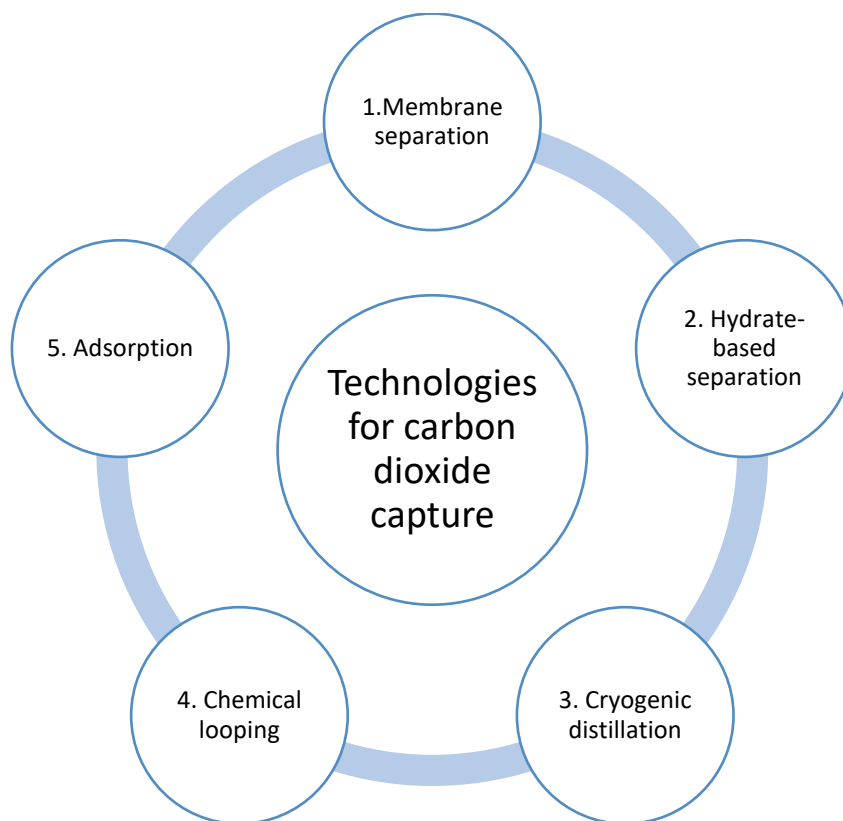 1.Membrane
separation
2. Hydrate-
based
separation
3. Cryogenic
distillation
4. Chemical
looping
5. Adsorption
Technologies
for carbon
dioxide
capture